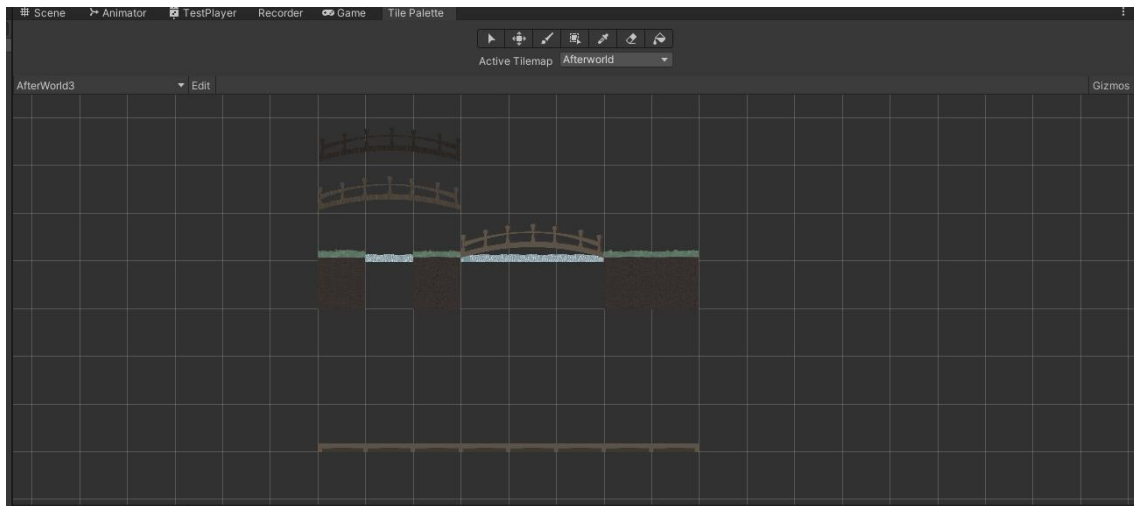 Scene Animator TestPlayer Recorder Game Tile Palette
Active Tilemap Afterworld
AfterWorld3 Edit Gizmos